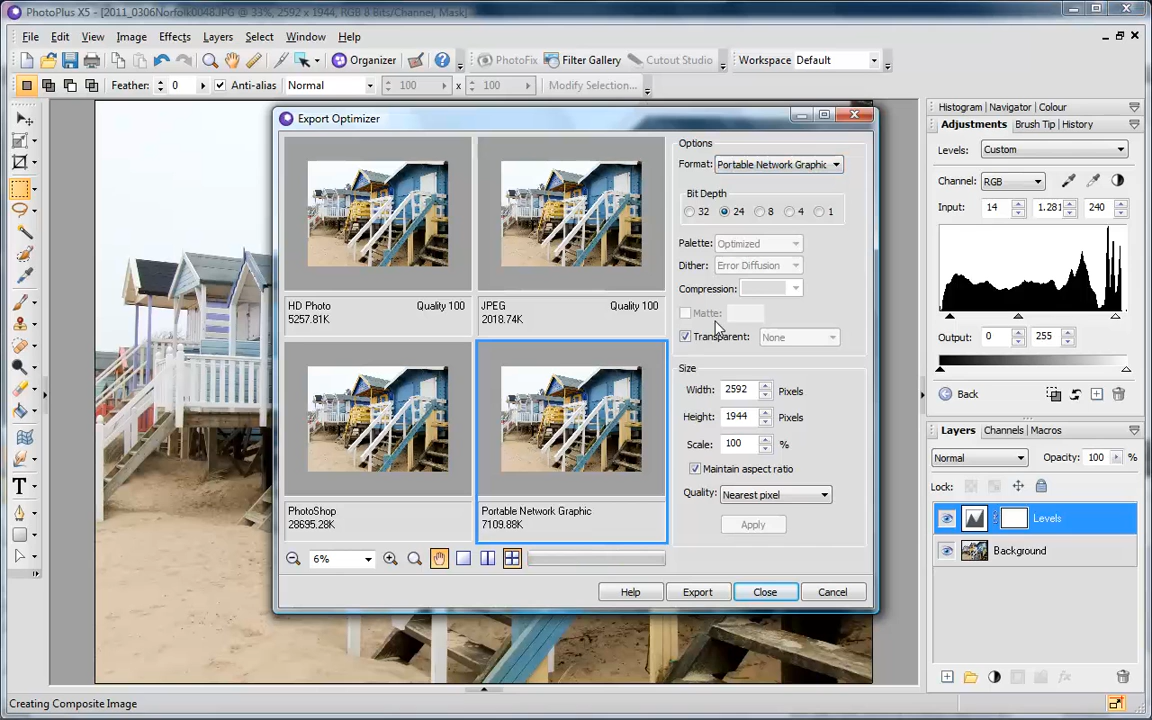 PhotoPlus X5 - [2011_0306Norfolk0048.JPG @ 33%, 2592 x 1944, RGB 8 Bits/Channel, Mask]
File Edit View Image Effects Layers Select Window Help
Organizer PhotoFix Filter Gallery Cutout Studio Workspace Default
Feather: 0 Anti-alias Normal 100 x 100 Modify Selection...
Export Optimizer
HD Photo Quality 100
5257.81K
JPEG Quality 100
2018.74K
PhotoShop
28695.28K
Portable Network Graphic
7109.88K
6%
Options
Format: Portable Network Graphic
Bit Depth
32 24 8 4 1
Palette: Optimized
Dither: Error Diffusion
Compression:
Matte:
Transparent: None
Size
Width: 2592 Pixels
Height: 1944 Pixels
Scale: 100 %
Maintain aspect ratio
Quality: Nearest pixel
Apply
Help Export Close Cancel
Histogram Navigator Colour
Adjustments Brush Tip History
Levels: Custom
Channel: RGB
Input: 14 1.281 240
Output: 0 255
Back
Layers Channels Macros
Normal Opacity: 100 %
Lock:
Levels
Background
T
fx
Creating Composite Image